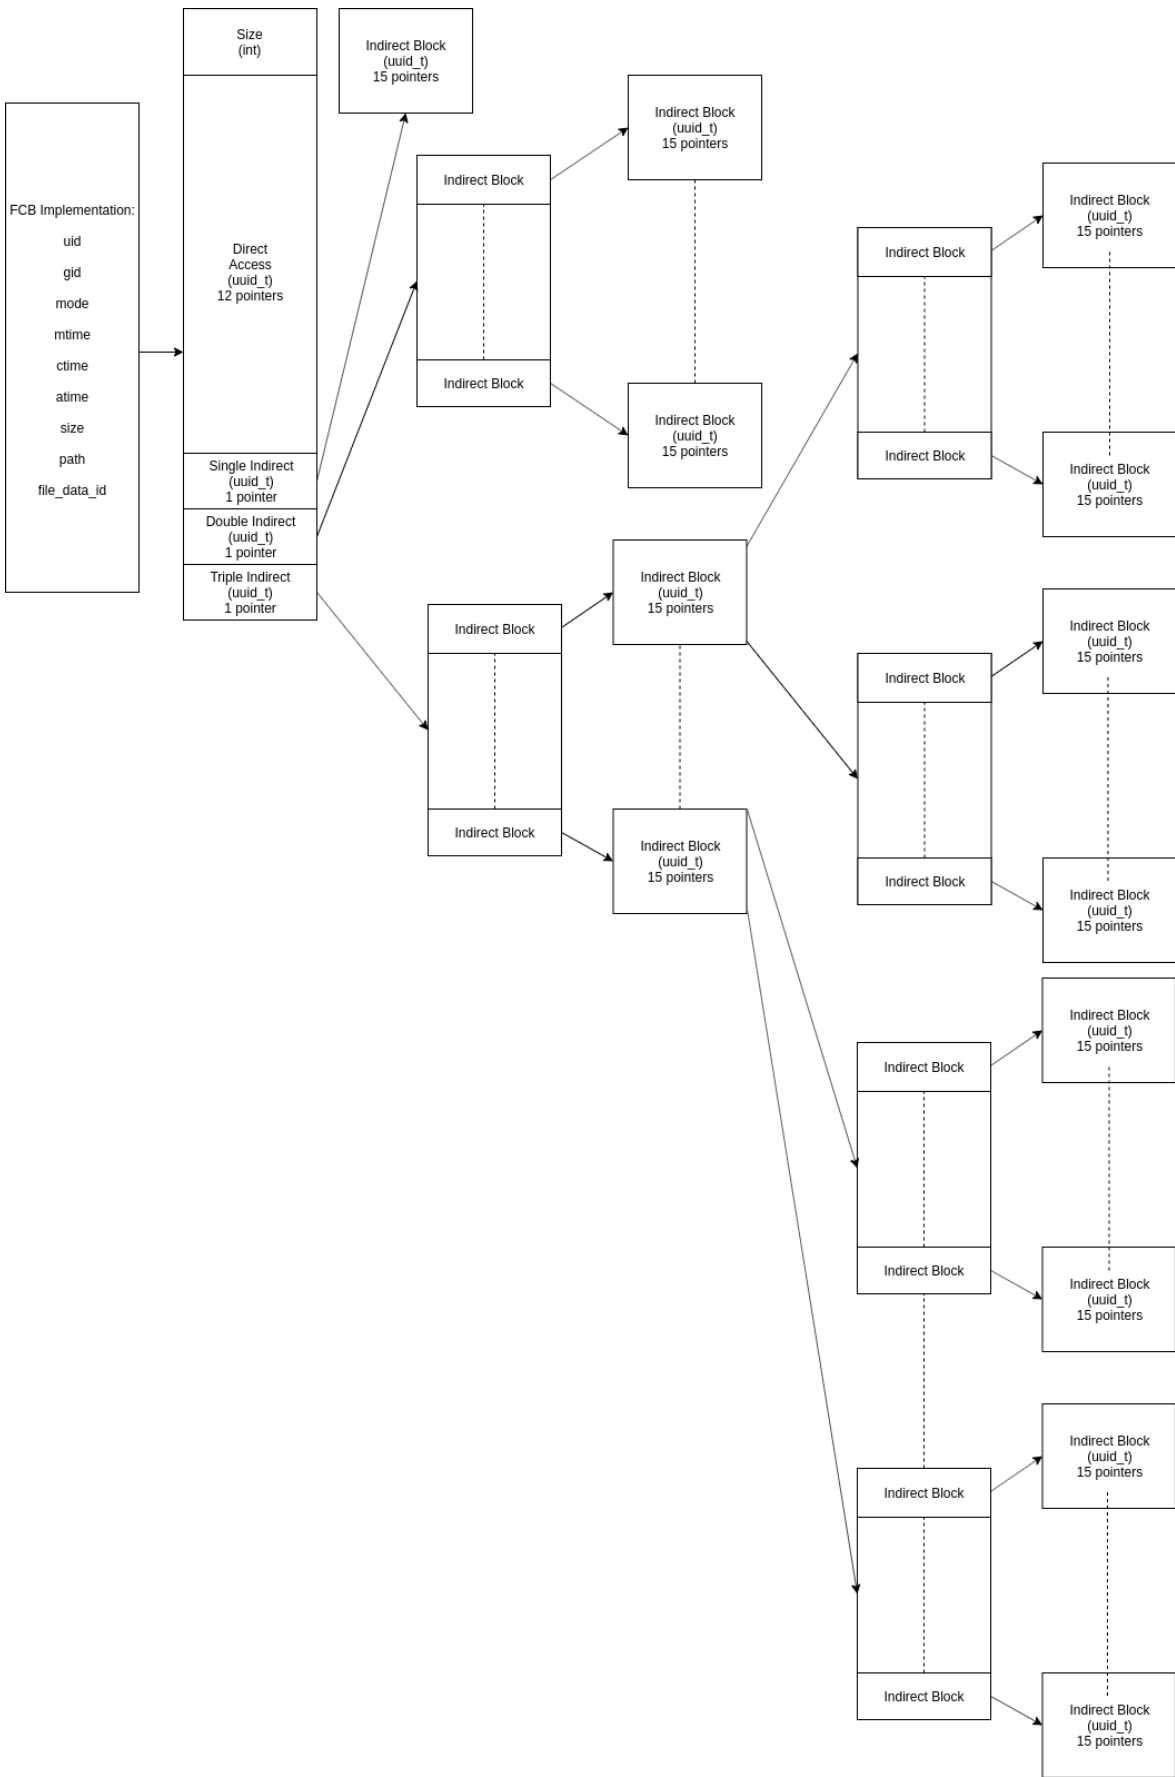 FCB Implementation:
uid
gid
mode
mtime
ctime
atime
size
path
file_data_id
Size
(int)
Direct
Access
(uuid_t)
12 pointers
Single Indirect
(uuid_t)
1 pointer
Double Indirect
(uuid_t)
1 pointer
Triple Indirect
(uuid_t)
1 pointer
Indirect Block
(uuid_t)
15 pointers
Indirect Block
Indirect Block
Indirect Block
(uuid_t)
15 pointers
Indirect Block
(uuid_t)
15 pointers
Indirect Block
Indirect Block
Indirect Block
(uuid_t)
15 pointers
Indirect Block
(uuid_t)
15 pointers
Indirect Block
Indirect Block
Indirect Block
(uuid_t)
15 pointers
Indirect Block
(uuid_t)
15 pointers
Indirect Block
Indirect Block
Indirect Block
(uuid_t)
15 pointers
Indirect Block
(uuid_t)
15 pointers
Indirect Block
Indirect Block
Indirect Block
(uuid_t)
15 pointers
Indirect Block
(uuid_t)
15 pointers
Indirect Block
Indirect Block
Indirect Block
(uuid_t)
15 pointers
Indirect Block
(uuid_t)
15 pointers